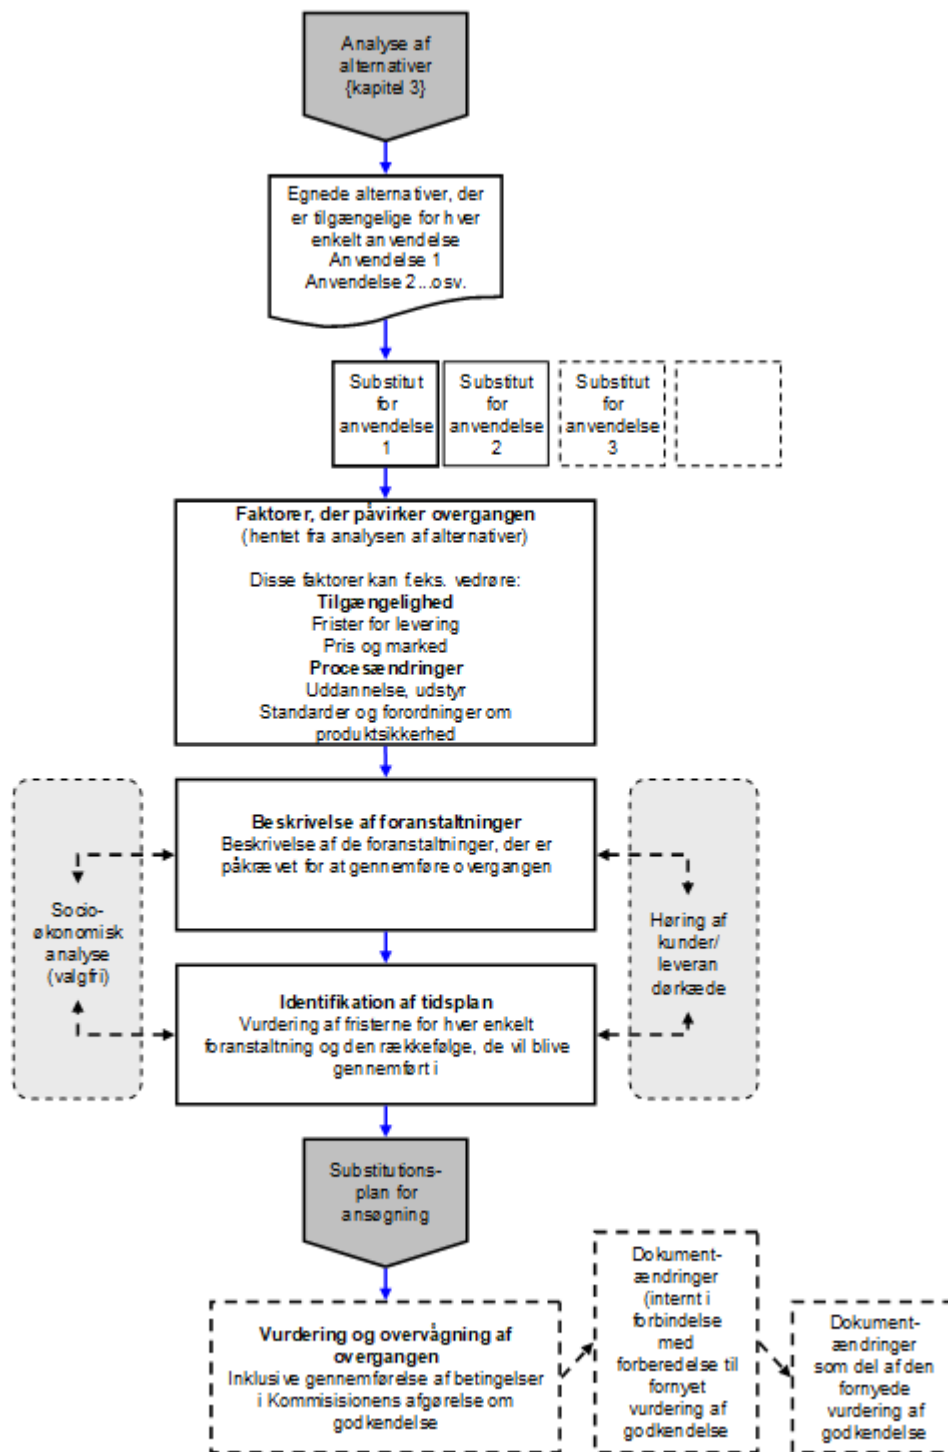 Analyse af
alternativer
{kapitel 3}
Egnede alternativer, der
er tilgængelige for hver
enkelt anvendelse
Anvendelse 1
Anvendelse 2...osv.
Substitut
for
anvendelse
1
Substitut
for
anvendelse
2
Substitut
for
anvendelse
3
Faktorer, der påvirker overgangen
(hentet fra analysen af alternativer)
Disse faktorer kan f.eks. vedrøre:
Tilgængelighed
Frister for levering
Pris og marked
Procesændringer
Uddannelse, udstyr
Standarder og forordninger om
produktsikkerhed
Beskrivelse af foranstaltninger
Beskrivelse af de foranstaltninger, der er
påkrævet for at gennemføre overgangen
Socio-
økonomisk
analyse
(valgfri)
Høring af
kunder/
leveran
dørkæde
Identifikation af tidsplan
Vurdering af fristerne for hver enkelt
foranstaltning og den rækkefølge, de vil blive
gennemført i
Substitutions-
plan for
ansøgning
Vurdering og overvågning af
overgangen
Inklusive gennemførelse af betingelser
i Kommisisionens afgørelse om
godkendelse
Dokument-
ændringer
(internt i
forbindelse
med
forberedelse til
fornyet
vurdering af
godkendelse
Dokument-
ændringer
som del af den
fornyede
vurdering af
godkendelse